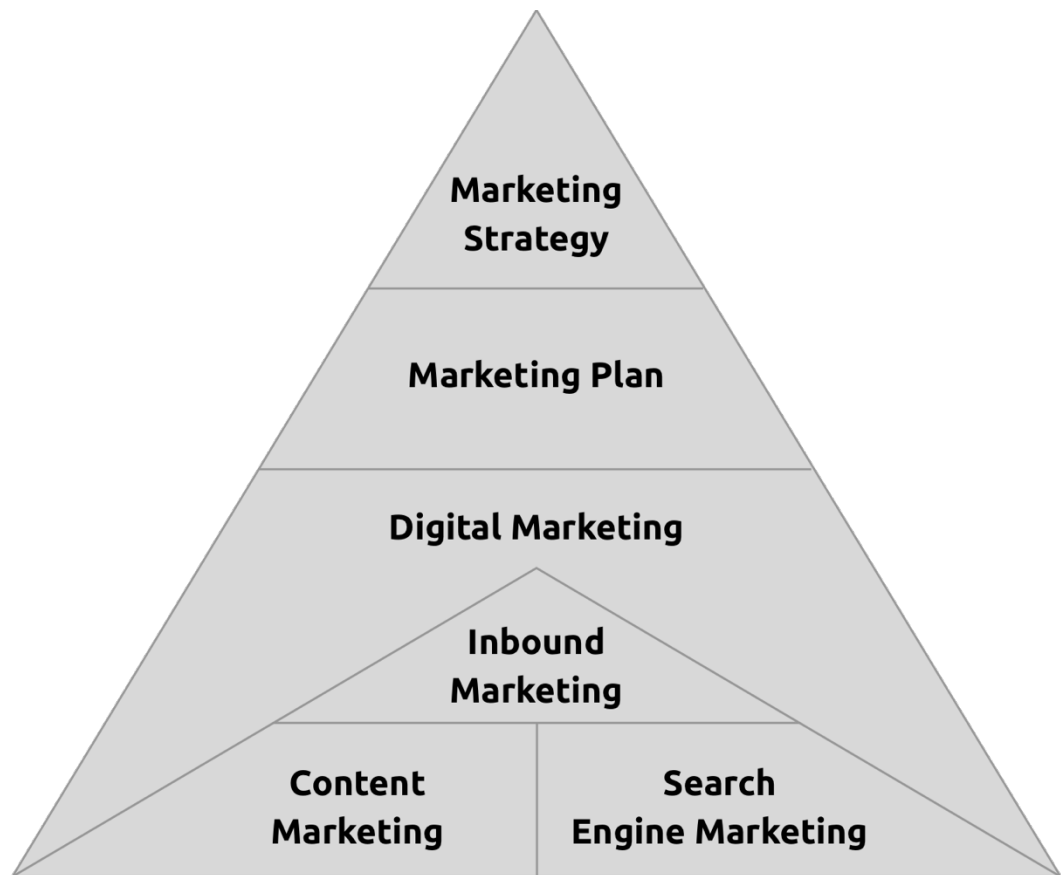 Marketing
Strategy
Marketing Plan
Digital Marketing
Inbound
Marketing
Content
Marketing
Search
Engine Marketing